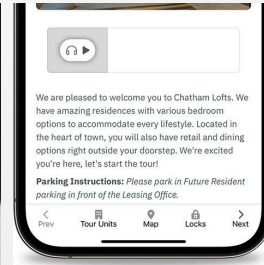 We are pleased to welcome you to Chatham Lofts. We
have amazing residences with various bedroom
options to accommodate every lifestyle. Located in
the heart of town, you will also have retail and dining
options right outside your doorstep. We're excited
you're here, let's start the tour!
Parking Instructions: Please park in Future Resident
parking in front of the Leasing Office.
Prev Tour Units Map Locks Next